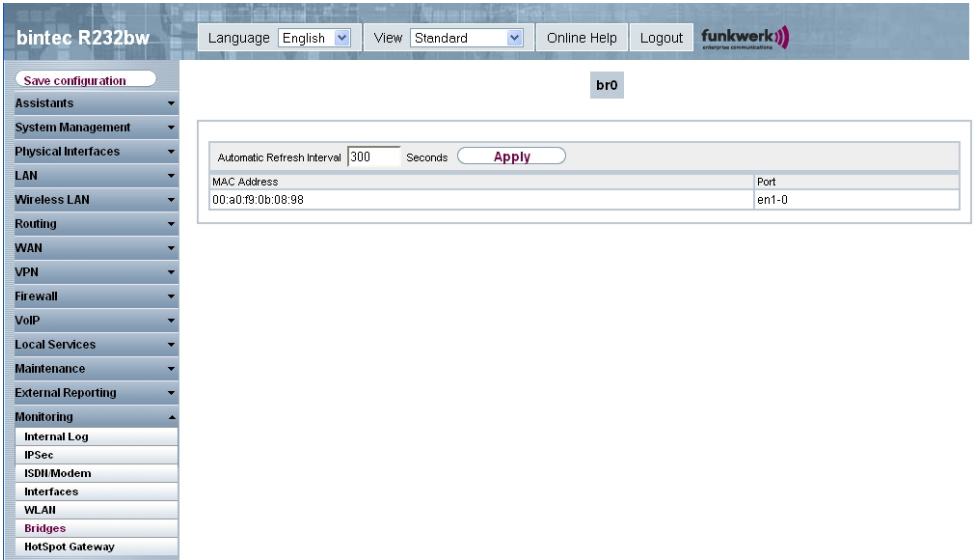 bintec R232bw
Language English View Standard Online Help Logout funkwerk
enterprise communications
Save configuration
Assistants
System Management
Physical Interfaces
LAN
Wireless LAN
Routing
WAN
VPN
Firewall
VoIP
Local Services
Maintenance
External Reporting
Monitoring
Internal Log
IPSec
ISDN/Modem
Interfaces
WLAN
Bridges
HotSpot Gateway
br0
Automatic Refresh Interval 300 Seconds Apply
MAC Address Port
00:a0:f9:0b:08:98 en1-0